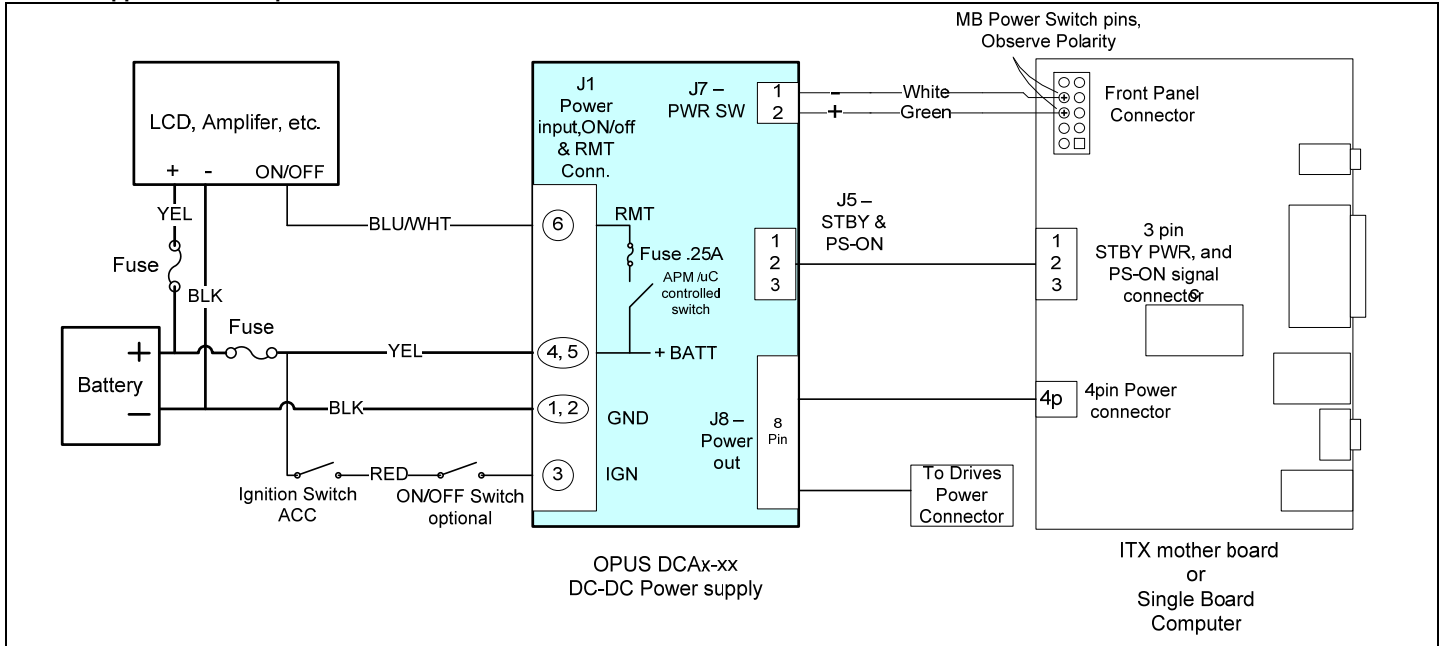 MB Power Switch pins,
Observe Polarity
LCD, Amplifer, etc.
+ - ON/OFF
YEL
Fuse
BLK
BLU/WHT
Battery
+
–
Fuse
YEL
BLK
Ignition Switch
ACC
RED
ON/OFF Switch
optional
J1
Power
input,ON/off
& RMT
Conn.
6
4, 5
1, 2
3
RMT
Fuse .25A
APM /uC
controlled
switch
+ BATT
GND
IGN
J7 –
PWR SW
1
2
- White
+ Green
Front Panel
Connector
J5 –
STBY &
PS-ON
1
2
3
1
2
3
3 pin
STBY PWR, and
PS-ON signal
connector
J8 –
Power
out
8
Pin
4p
4pin Power
connector
To Drives
Power
Connector
OPUS DCAx-xx
DC-DC Power supply
ITX mother board
or
Single Board
Computer